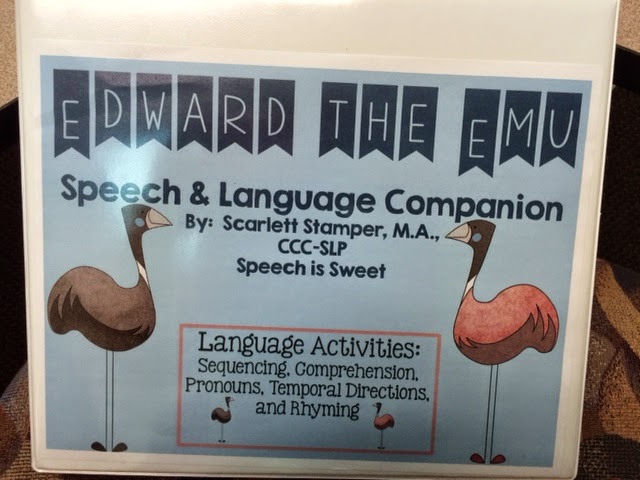 EDWARD THE EMU
Speech & Language Companion
By: Scarlett Stamper, M.A.,
CCC-SLP
Speech is Sweet
Language Activities:
Sequencing, Comprehension,
Pronouns, Temporal Directions,
and Rhyming